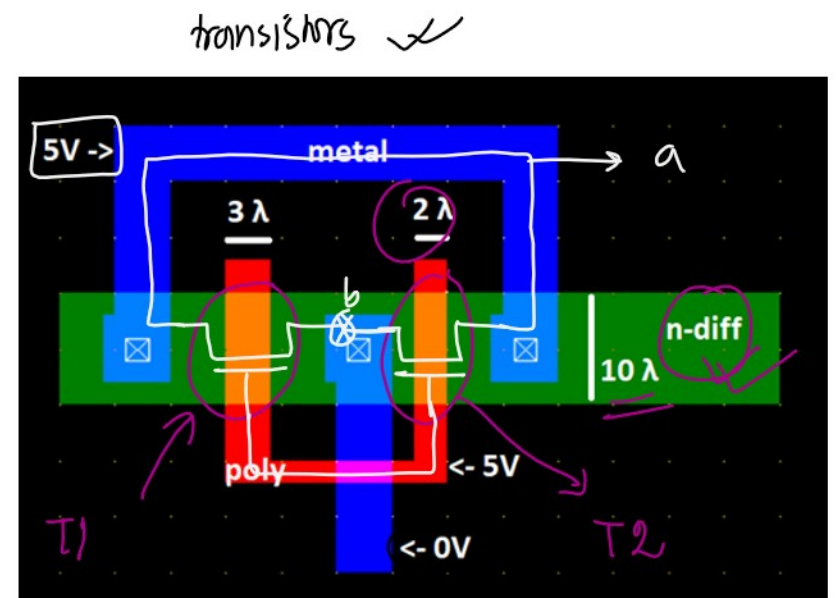 transistors
5V ->
metal
a
3 λ
2 λ
b
n-diff
10 λ
poly
<- 5V
T1
<- 0V
T2